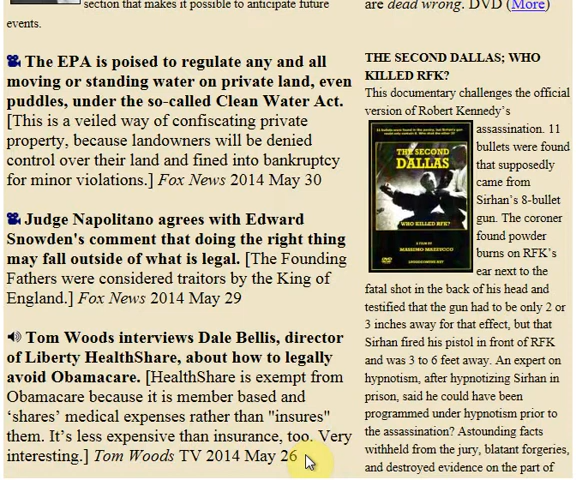 section that makes it possible to anticipate future
events.
The EPA is poised to regulate any and all
moving or standing water on private land, even
puddles, under the so-called Clean Water Act.
[This is a veiled way of confiscating private
property, because landowners will be denied
control over their land and fined into bankruptcy
for minor violations.] Fox News 2014 May 30
Judge Napolitano agrees with Edward
Snowden's comment that doing the right thing
may fall outside of what is legal. [The Founding
Fathers were considered traitors by the King of
England.] Fox News 2014 May 29
Tom Woods interviews Dale Bellis, director
of Liberty HealthShare, about how to legally
avoid Obamacare. [HealthShare is exempt from
Obamacare because it is member based and
‘shares’ medical expenses rather than "insures"
them. It’s less expensive than insurance, too. Very
interesting.] Tom Woods TV 2014 May 26
are dead wrong. DVD (More)
THE SECOND DALLAS; WHO
KILLED RFK?
This documentary challenges the official
version of Robert Kennedy’s
assassination. 11
bullets were found
that supposedly
came from
Sirhan’s 8-bullet
gun. The coroner
found powder
burns on RFK’s
ear next to the
THE SECOND
DALLAS
WHO KILLED RFK?
A FILM BY
MASSIMO MAZZUCCO
fatal shot in the back of his head and
testified that the gun had to be only 2 or
3 inches away for that effect, but that
Sirhan fired his pistol in front of RFK
and was 3 to 6 feet away. An expert on
hypnotism, after hypnotizing Sirhan in
prison, said he could have been
programmed under hypnotism prior to
the assassination? Astounding facts
withheld from the jury, blatant forgeries,
and destroyed evidence on the part of